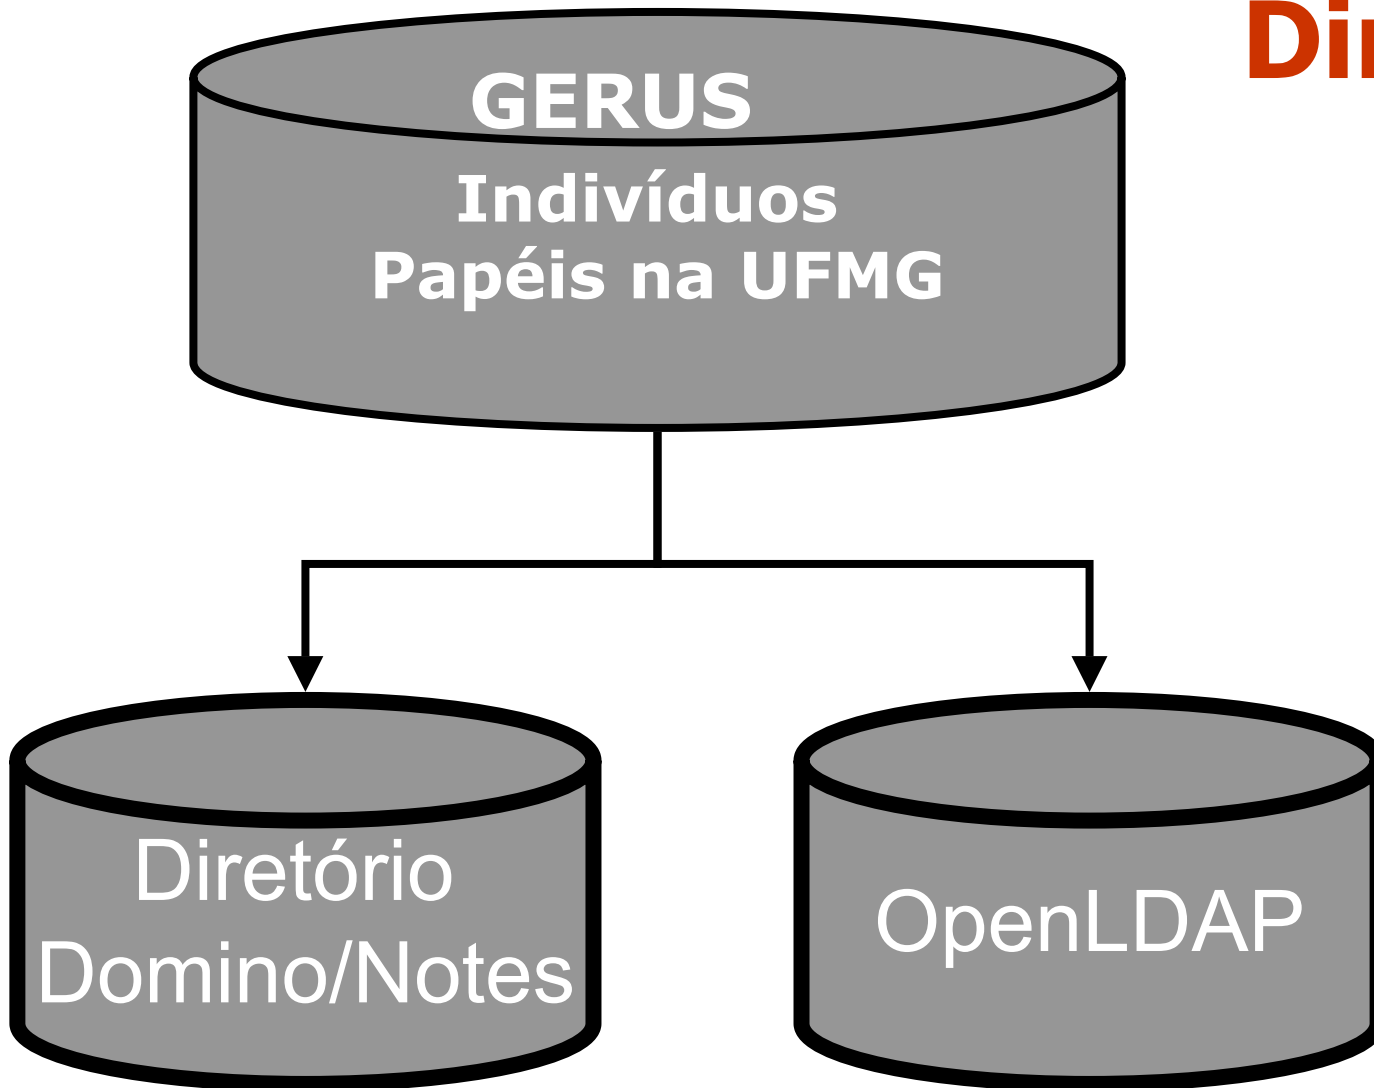 GERUS
Indivíduos
Papéis na UFMG
Diretório
Domino/Notes
OpenLDAP